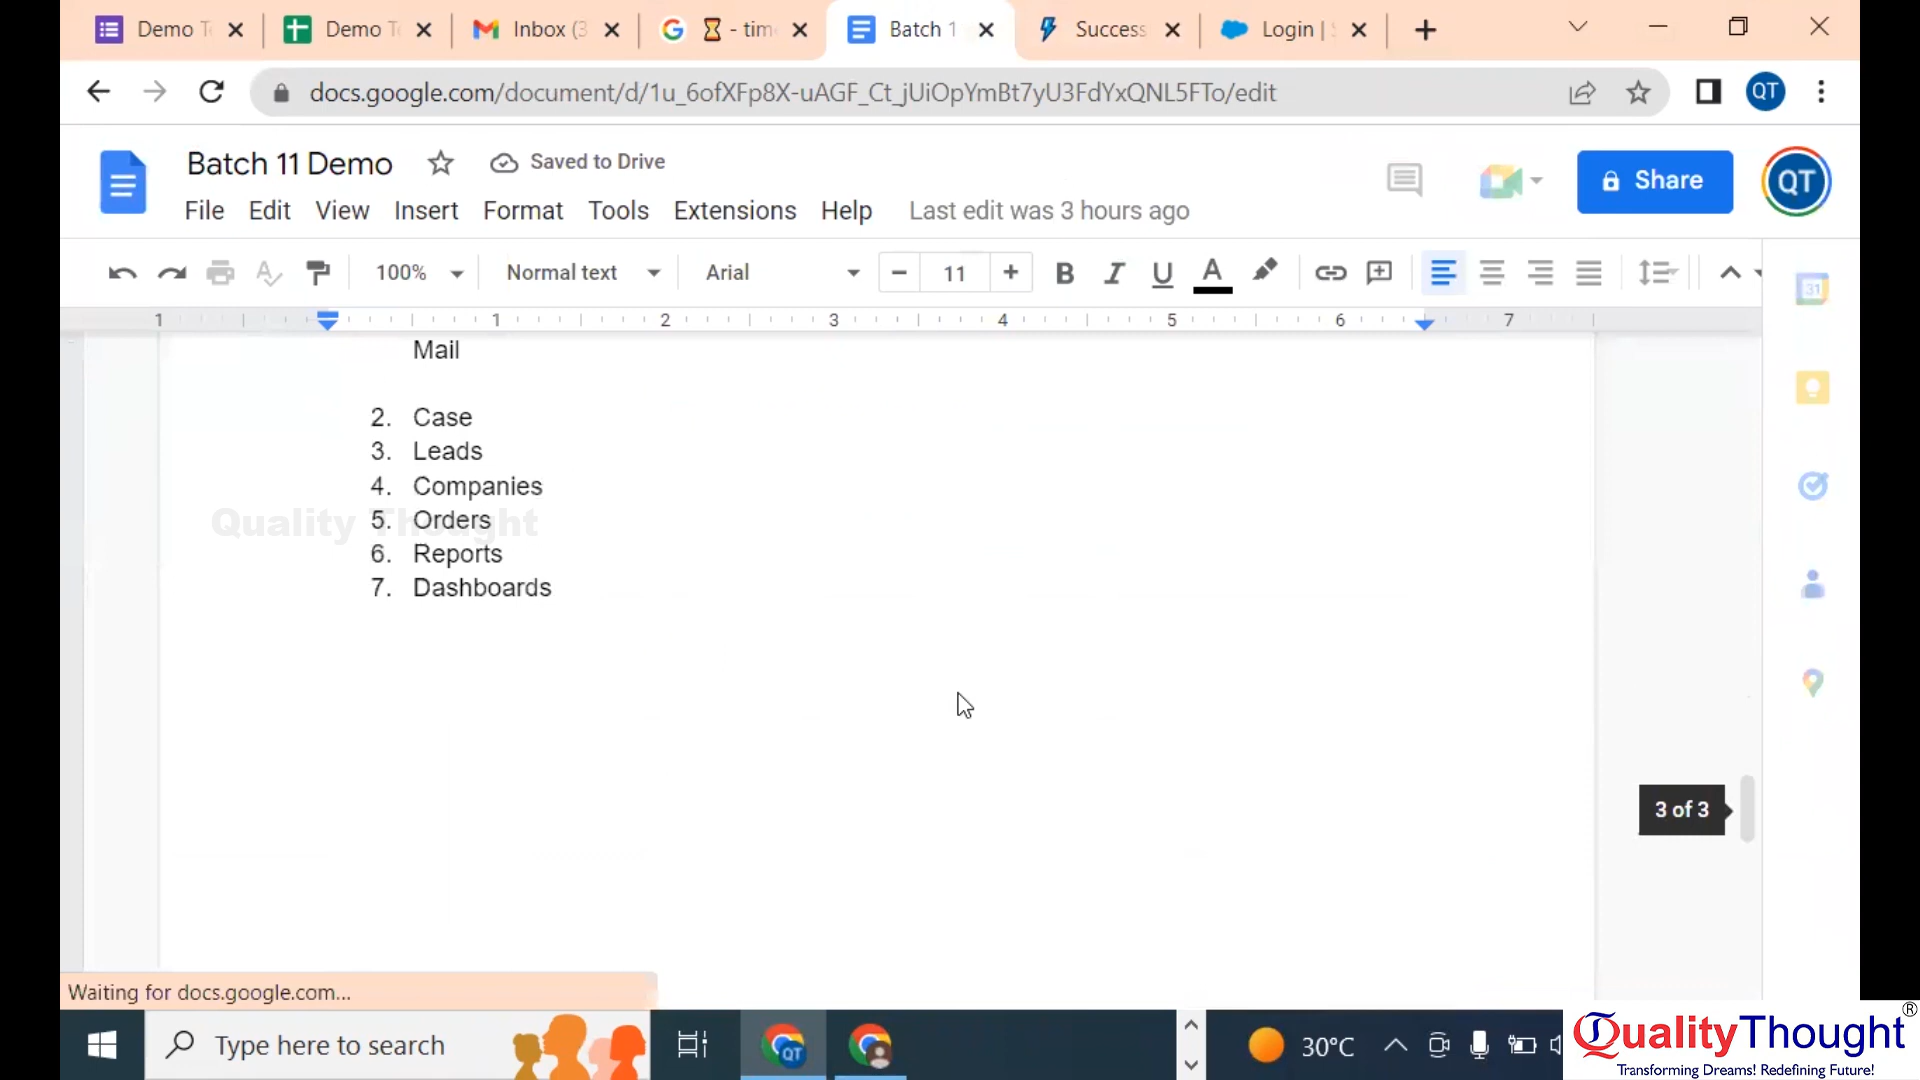 Demo T
Demo T
Inbox (3
- tim
Batch 1
Success
Login |
docs.google.com/document/d/1u_6ofXFp8X-uAGF_Ct_jUiOpYmBt7yU3FdYxQNL5FTo/edit
QT
Batch 11 Demo
Saved to Drive
Share
QT
File Edit View Insert Format Tools Extensions Help Last edit was 3 hours ago
100% Normal text Arial 11 B I U A
31
1 1 2 3 4 5 6 7
Mail
2. Case
3. Leads
4. Companies
5. Orders
Quality Thought
6. Reports
7. Dashboards
3 of 3
Waiting for docs.google.com...
Type here to search
QT
30°C
QualityThought®
Transforming Dreams! Redefining Future!